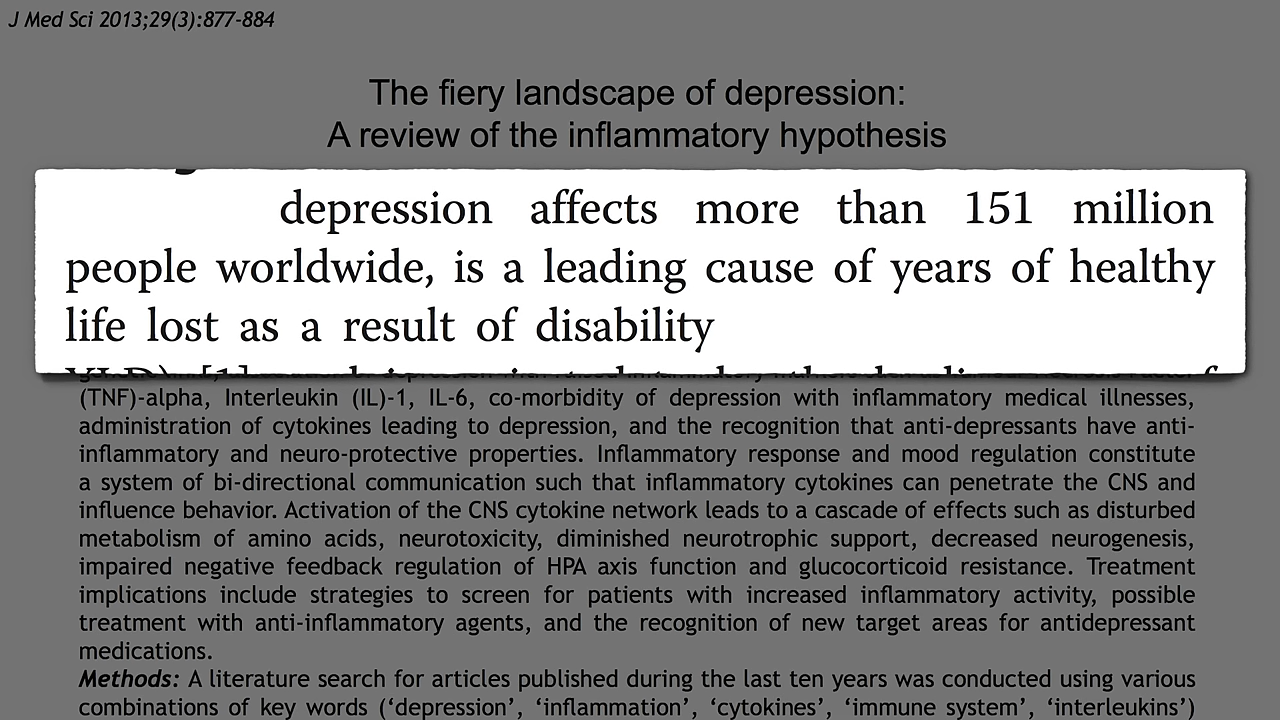 J Med Sci 2013;29(3):877-884
The fiery landscape of depression:
A review of the inflammatory hypothesis
depression affects more than 151 million
people worldwide, is a leading cause of years of healthy
life lost as a result of disability
(TNF)-alpha, Interleukin (IL)-1, IL-6, co-morbidity of depression with inflammatory medical illnesses,
administration of cytokines leading to depression, and the recognition that anti-depressants have anti-
inflammatory and neuro-protective properties. Inflammatory response and mood regulation constitute
a system of bi-directional communication such that inflammatory cytokines can penetrate the CNS and
influence behavior. Activation of the CNS cytokine network leads to a cascade of effects such as disturbed
metabolism of amino acids, neurotoxicity, diminished neurotrophic support, decreased neurogenesis,
impaired negative feedback regulation of HPA axis function and glucocorticoid resistance. Treatment
implications include strategies to screen for patients with increased inflammatory activity, possible
treatment with anti-inflammatory agents, and the recognition of new target areas for antidepressant
medications.
Methods: A literature search for articles published during the last ten years was conducted using various
combinations of key words (‘depression’, ‘inflammation’, ‘cytokines’, ‘immune system’, ‘interleukins’)